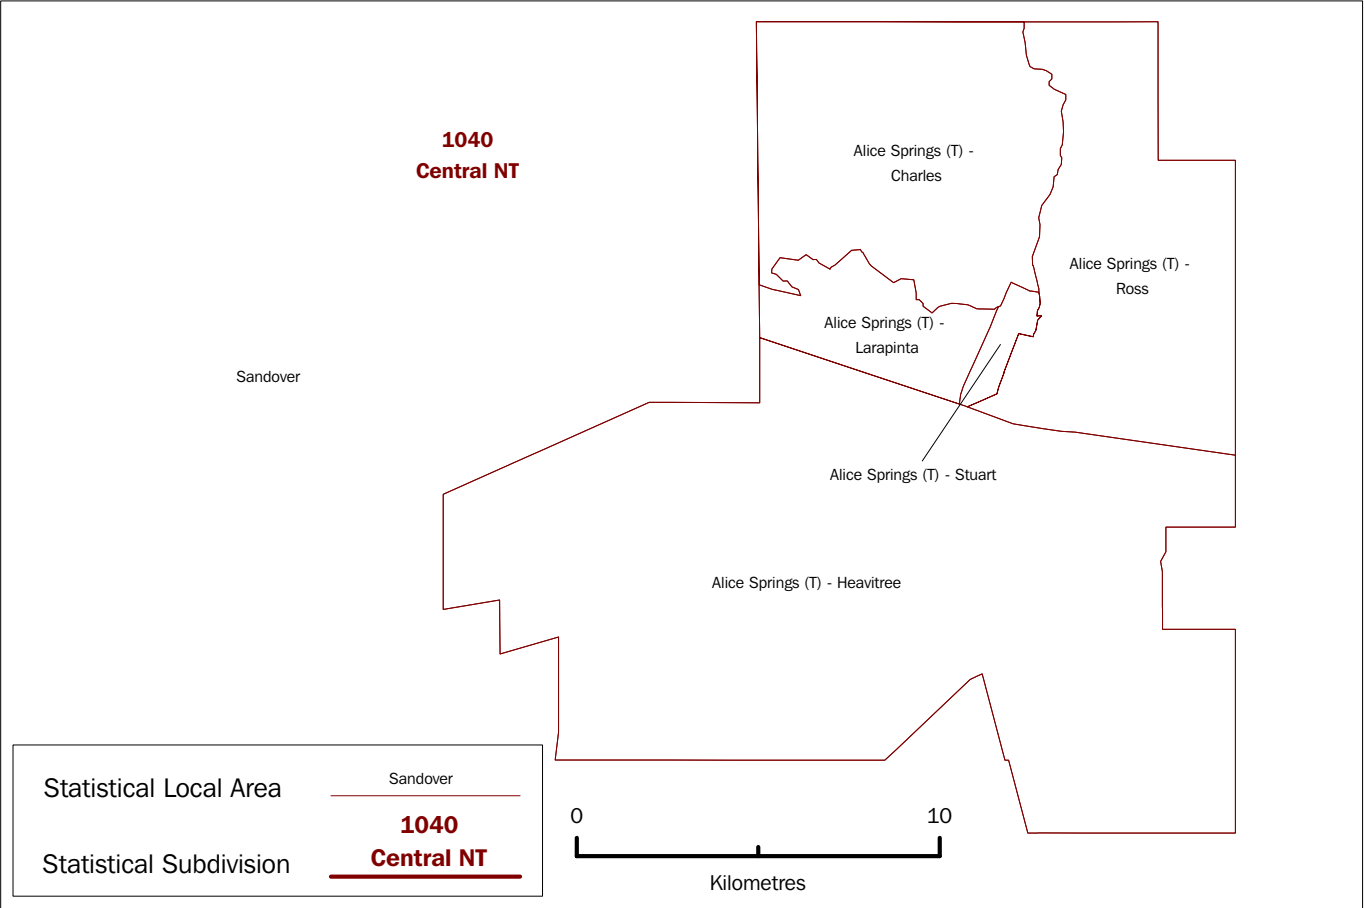 1040
Central NT
Alice Springs (T) -
Charles
Alice Springs (T) -
Ross
Alice Springs (T) -
Larapinta
Sandover
Alice Springs (T) - Stuart
Alice Springs (T) - Heavitree
Statistical Local Area
Sandover
Statistical Subdivision
1040
Central NT
0 10
Kilometres